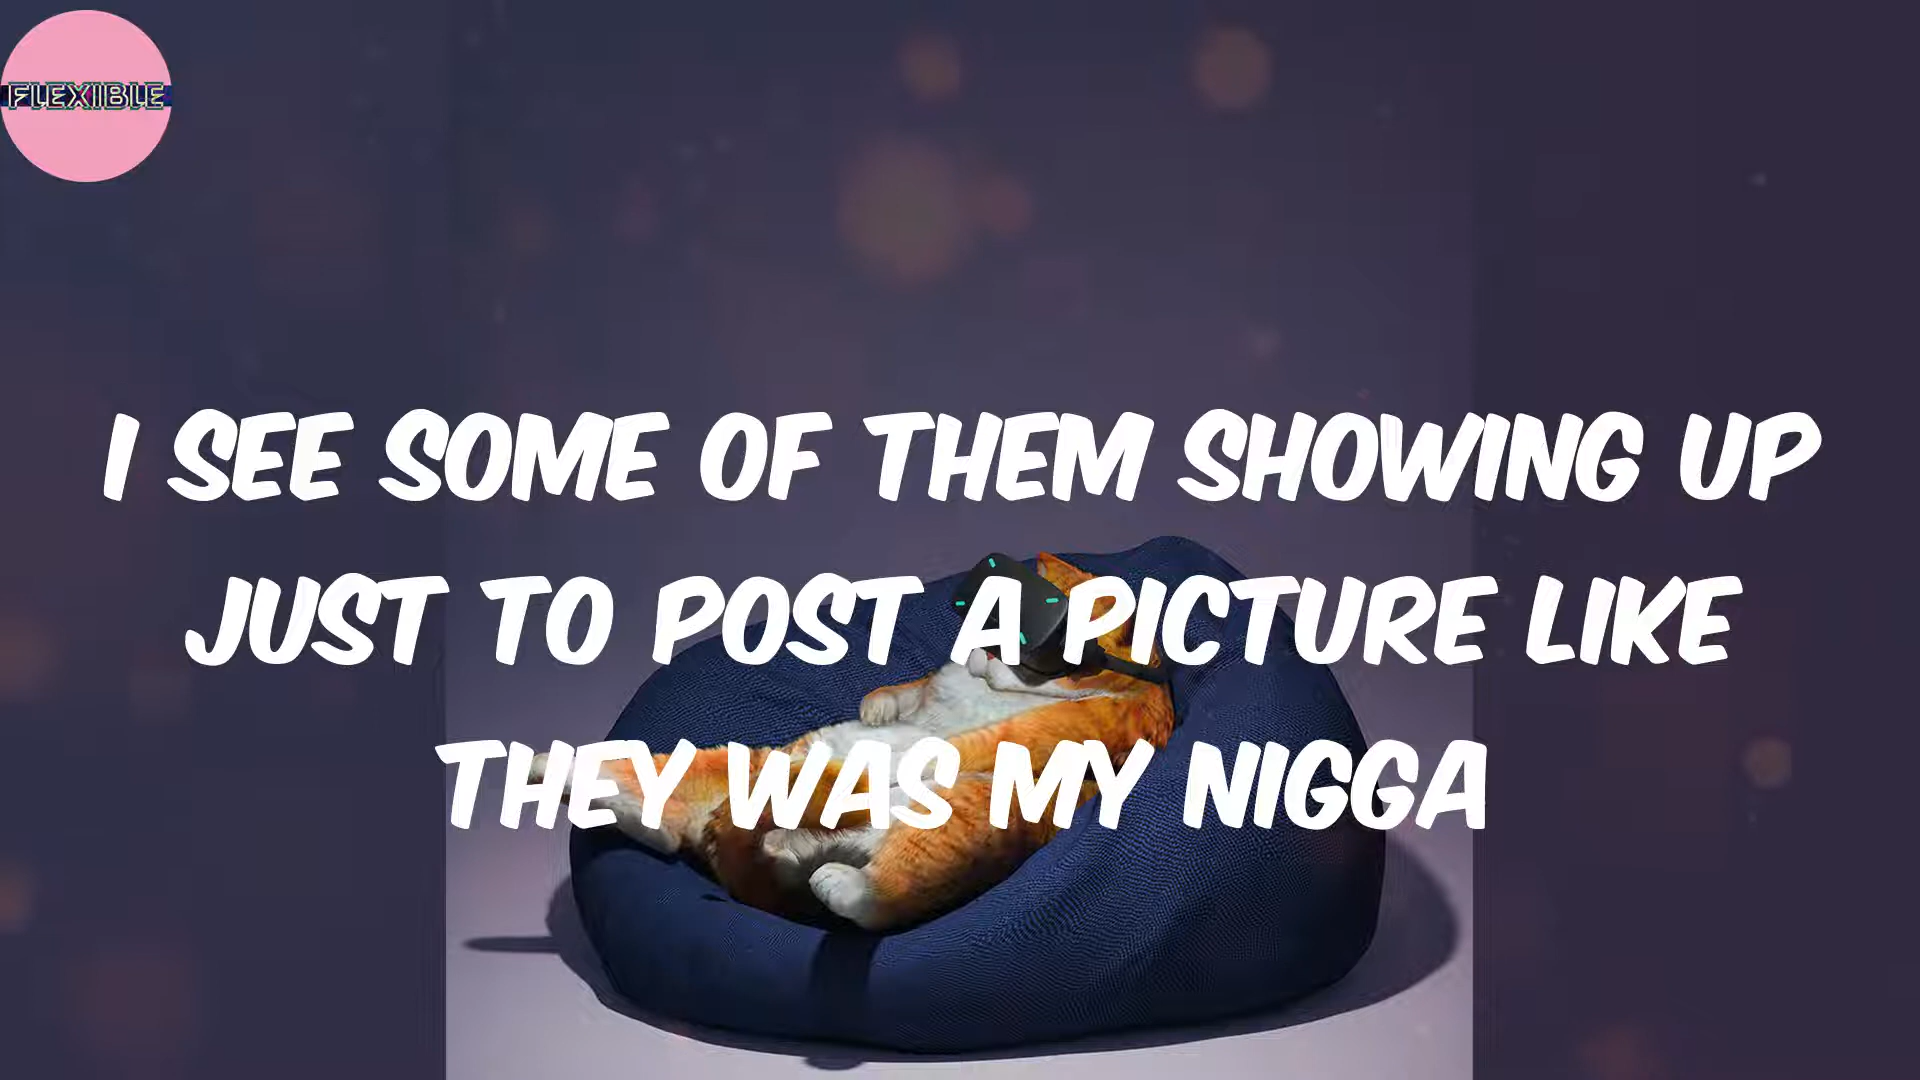 FLEXIBLE
I SEE SOME OF THEM SHOWING UP
JUST TO POST A PICTURE LIKE
THEY WAS MY NIGGA